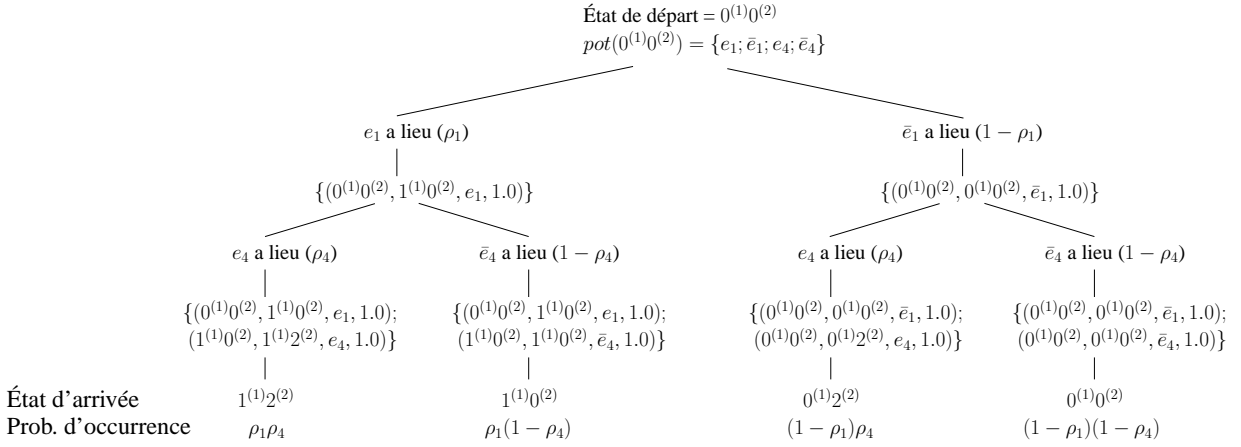 État de départ = 0^{(1)}0^{(2)}
pot(0^{(1)}0^{(2)}) = {e_1; ē_1; e_4; ē_4}
e_1 a lieu (ρ_1)
ē_1 a lieu (1 − ρ_1)
{(0^{(1)}0^{(2)}, 1^{(1)}0^{(2)}, e_1, 1.0)}
{(0^{(1)}0^{(2)}, 0^{(1)}0^{(2)}, ē_1, 1.0)}
e_4 a lieu (ρ_4)
ē_4 a lieu (1 − ρ_4)
e_4 a lieu (ρ_4)
ē_4 a lieu (1 − ρ_4)
{(0^{(1)}0^{(2)}, 1^{(1)}0^{(2)}, e_1, 1.0);
(1^{(1)}0^{(2)}, 1^{(1)}2^{(2)}, e_4, 1.0)}
{(0^{(1)}0^{(2)}, 1^{(1)}0^{(2)}, e_1, 1.0);
(1^{(1)}0^{(2)}, 1^{(1)}0^{(2)}, ē_4, 1.0)}
{(0^{(1)}0^{(2)}, 0^{(1)}0^{(2)}, ē_1, 1.0);
(0^{(1)}0^{(2)}, 0^{(1)}2^{(2)}, e_4, 1.0)}
{(0^{(1)}0^{(2)}, 0^{(1)}0^{(2)}, ē_1, 1.0);
(0^{(1)}0^{(2)}, 0^{(1)}0^{(2)}, ē_4, 1.0)}
État d'arrivée 1^{(1)}2^{(2)} 1^{(1)}0^{(2)} 0^{(1)}2^{(2)} 0^{(1)}0^{(2)}
Prob. d'occurrence ρ_1ρ_4 ρ_1(1 − ρ_4) (1 − ρ_1)ρ_4 (1 − ρ_1)(1 − ρ_4)